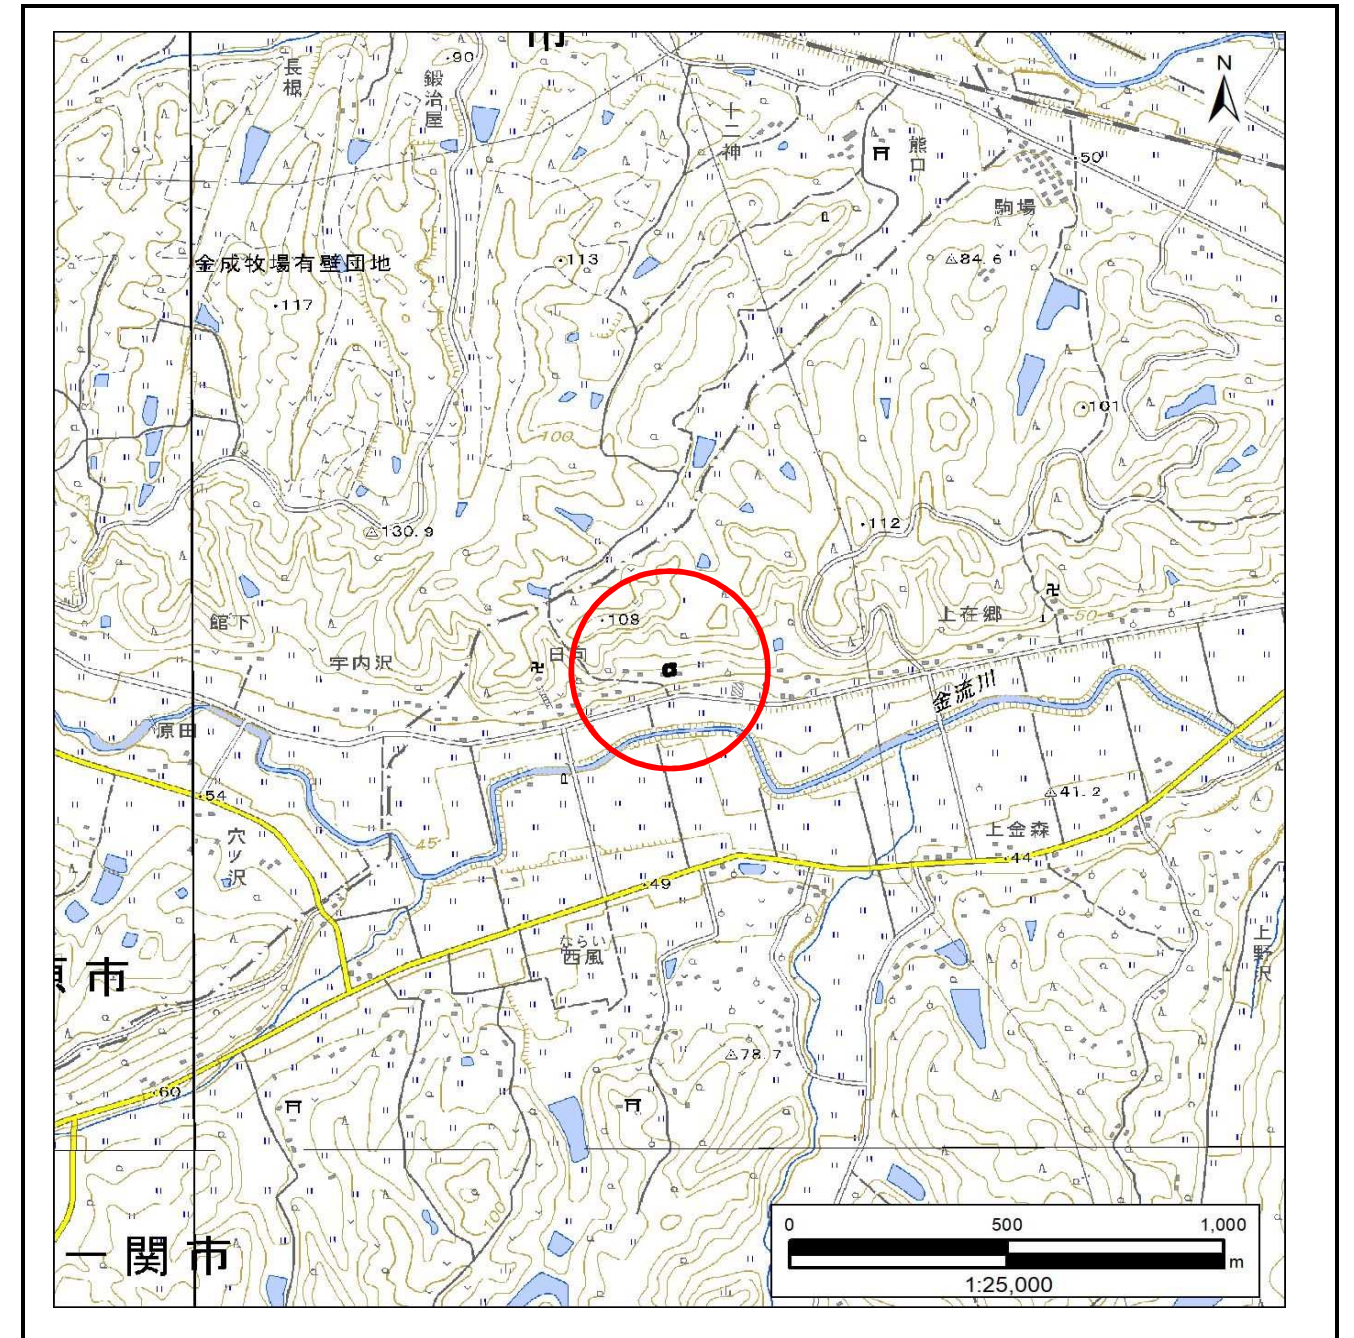 市
長根
鍛治屋
90
十二神
熊口
N
50
駒場
金成牧場有壁団地
113
84.6
117
101
100
130.9
112
館下
宇内沢
108
日向
上在郷
50
金流川
原田
54
穴ノ沢
45
41.2
上金森
44
49
ならい
西風
上野沢
市
78.7
60
100
一関市
0 500 1,000
m
1:25,000